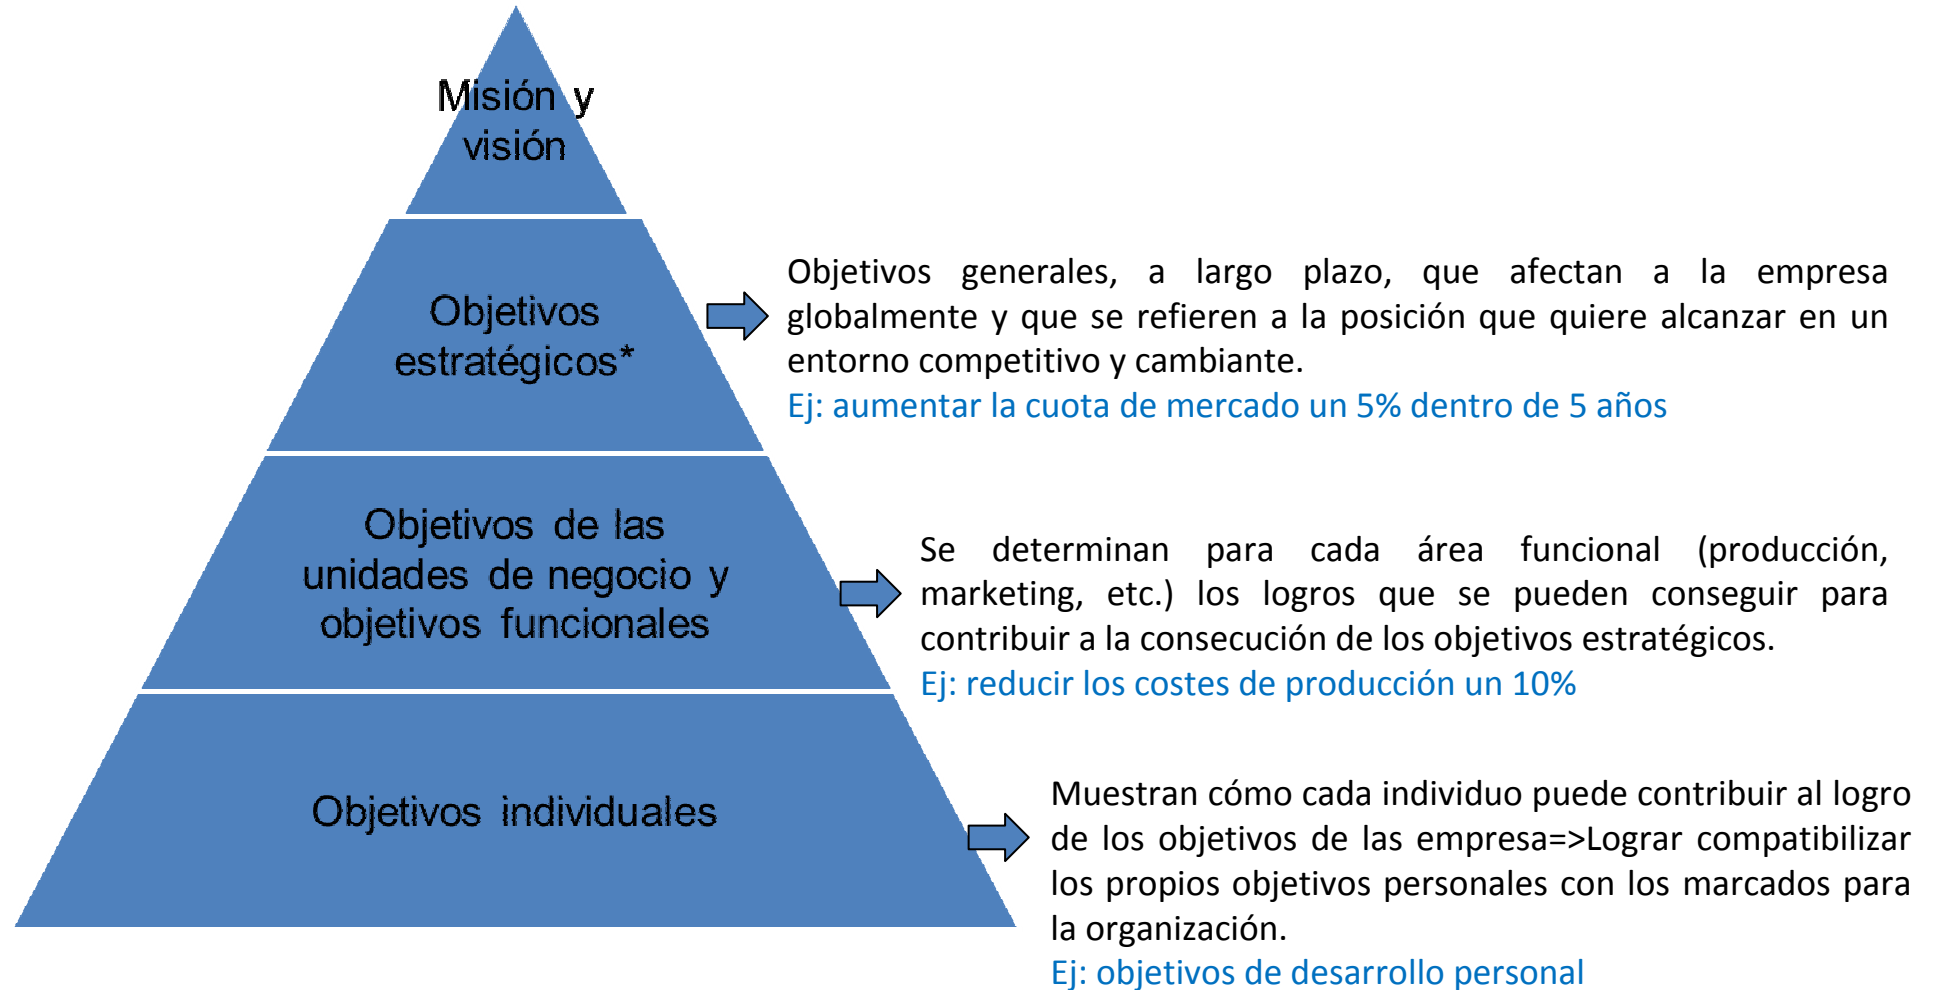 Misión y
visión
Objetivos
estratégicos*
Objetivos generales, a largo plazo, que afectan a la empresa
globalmente y que se refieren a la posición que quiere alcanzar en un
entorno competitivo y cambiante.
Ej: aumentar la cuota de mercado un 5% dentro de 5 años
Objetivos de las
unidades de negocio y
objetivos funcionales
Se determinan para cada área funcional (producción,
marketing, etc.) los logros que se pueden conseguir para
contribuir a la consecución de los objetivos estratégicos.
Ej: reducir los costes de producción un 10%
Objetivos individuales
Muestran cómo cada individuo puede contribuir al logro
de los objetivos de las empresa=>Lograr compatibilizar
los propios objetivos personales con los marcados para
la organización.
Ej: objetivos de desarrollo personal